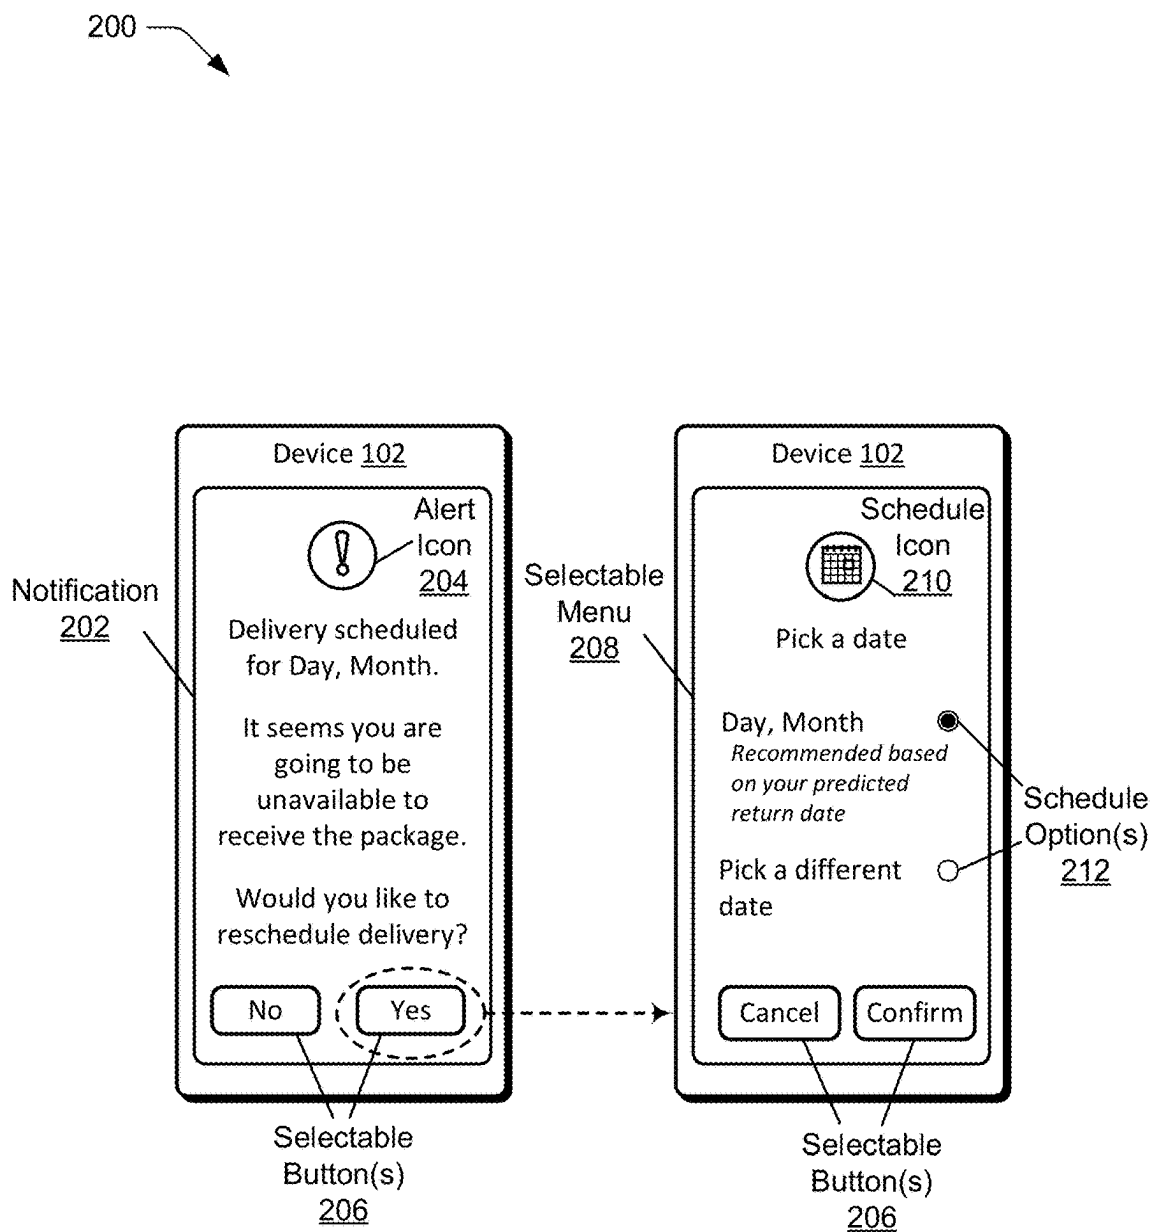 200
Device 102
Alert
Icon
204
Notification
202
Delivery scheduled
for Day, Month.
It seems you are
going to be
unavailable to
receive the package.
Would you like to
reschedule delivery?
No
Yes
Selectable
Button(s)
206
Device 102
Schedule
Icon
210
Selectable
Menu
208
Pick a date
Day, Month
Recommended based
on your predicted
return date
Schedule
Option(s)
212
Pick a different
date
Cancel
Confirm
Selectable
Button(s)
206